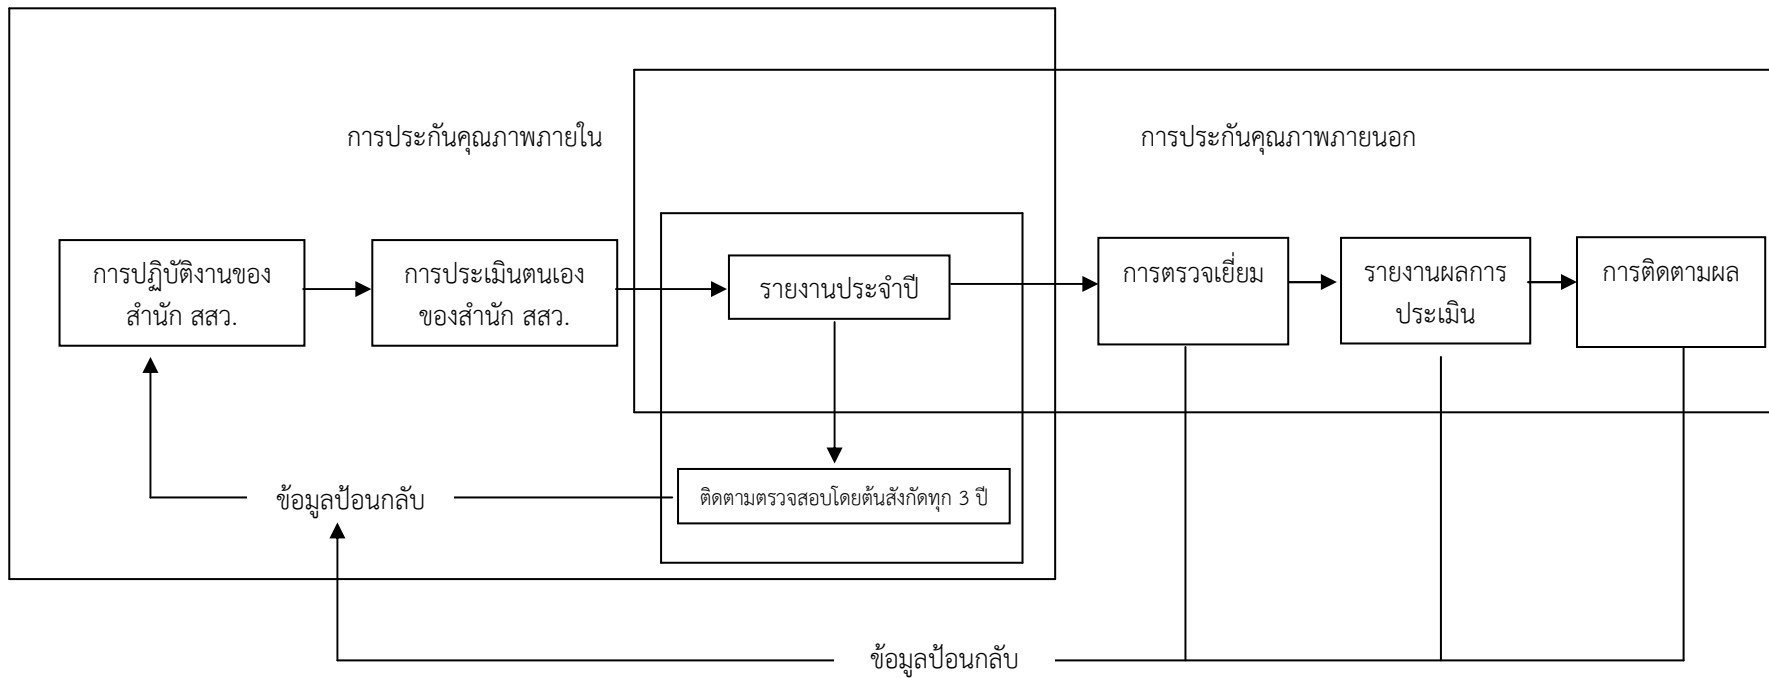 การประกันคุณภาพภายใน
การประกันคุณภาพภายนอก
การปฏิบัติงานของ
สำนัก สสว.
การประเมินตนเอง
ของสำนัก สสว.
รายงานประจำปี
การตรวจเยี่ยม
รายงานผลการ
ประเมิน
การติดตามผล
ข้อมูลป้อนกลับ
ติดตามตรวจสอบโดยต้นสังกัดทุก 3 ปี
ข้อมูลป้อนกลับ